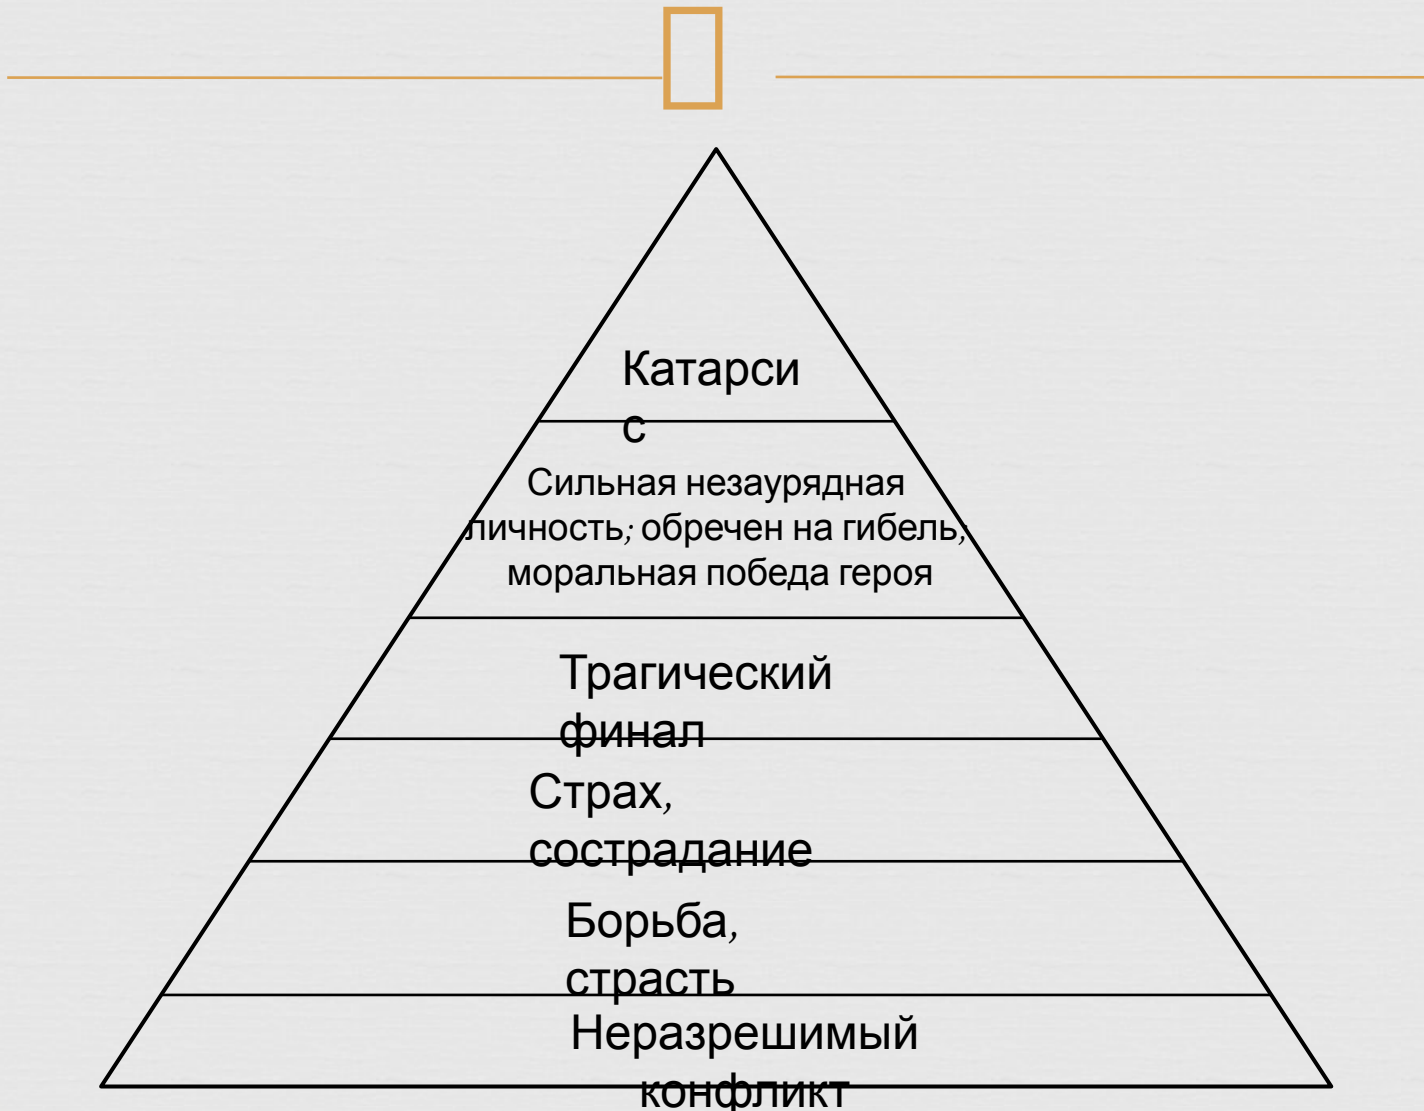 Катарси
с
Сильная незаурядная
личность; обречен на гибель;
моральная победа героя
Трагический
финал
Страх,
сострадание
Борьба,
страсть
Неразрешимый
конфликт